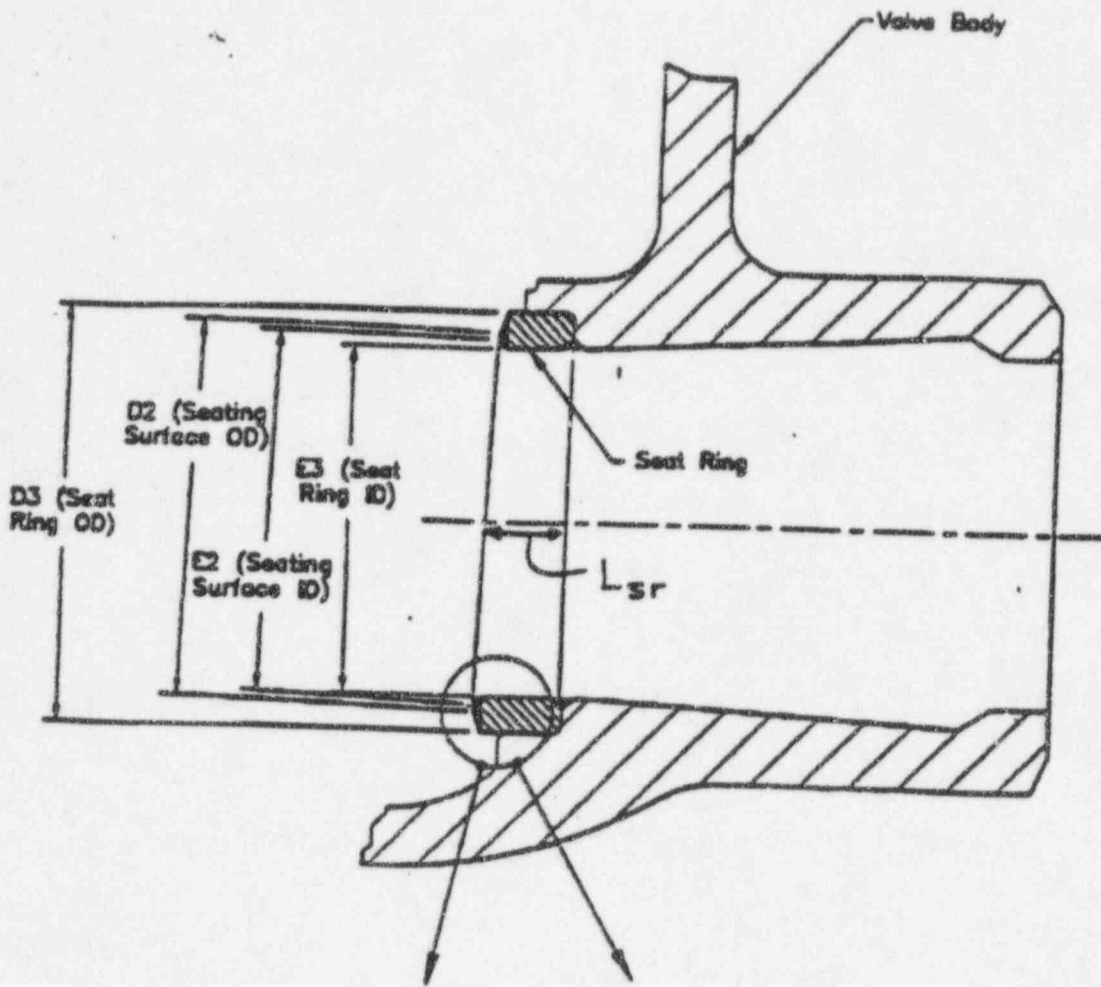 Valve Body
D2 (Seating
Surface OD)
E3 (Seat
Ring ID)
Seat Ring
D3 (Seat
Ring OD)
E2 (Seating
Surface ID)
Lsr